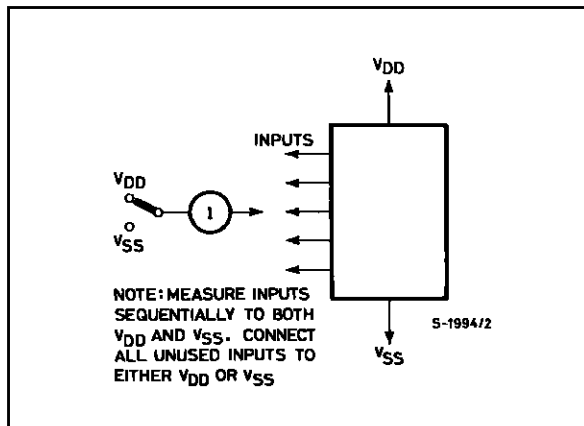 VDD
INPUTS
VDD
I
VSS
NOTE: MEASURE INPUTS
SEQUENTIALLY TO BOTH
VDD AND VSS. CONNECT
ALL UNUSED INPUTS TO
EITHER VDD OR VSS
S-1994/2
VSS